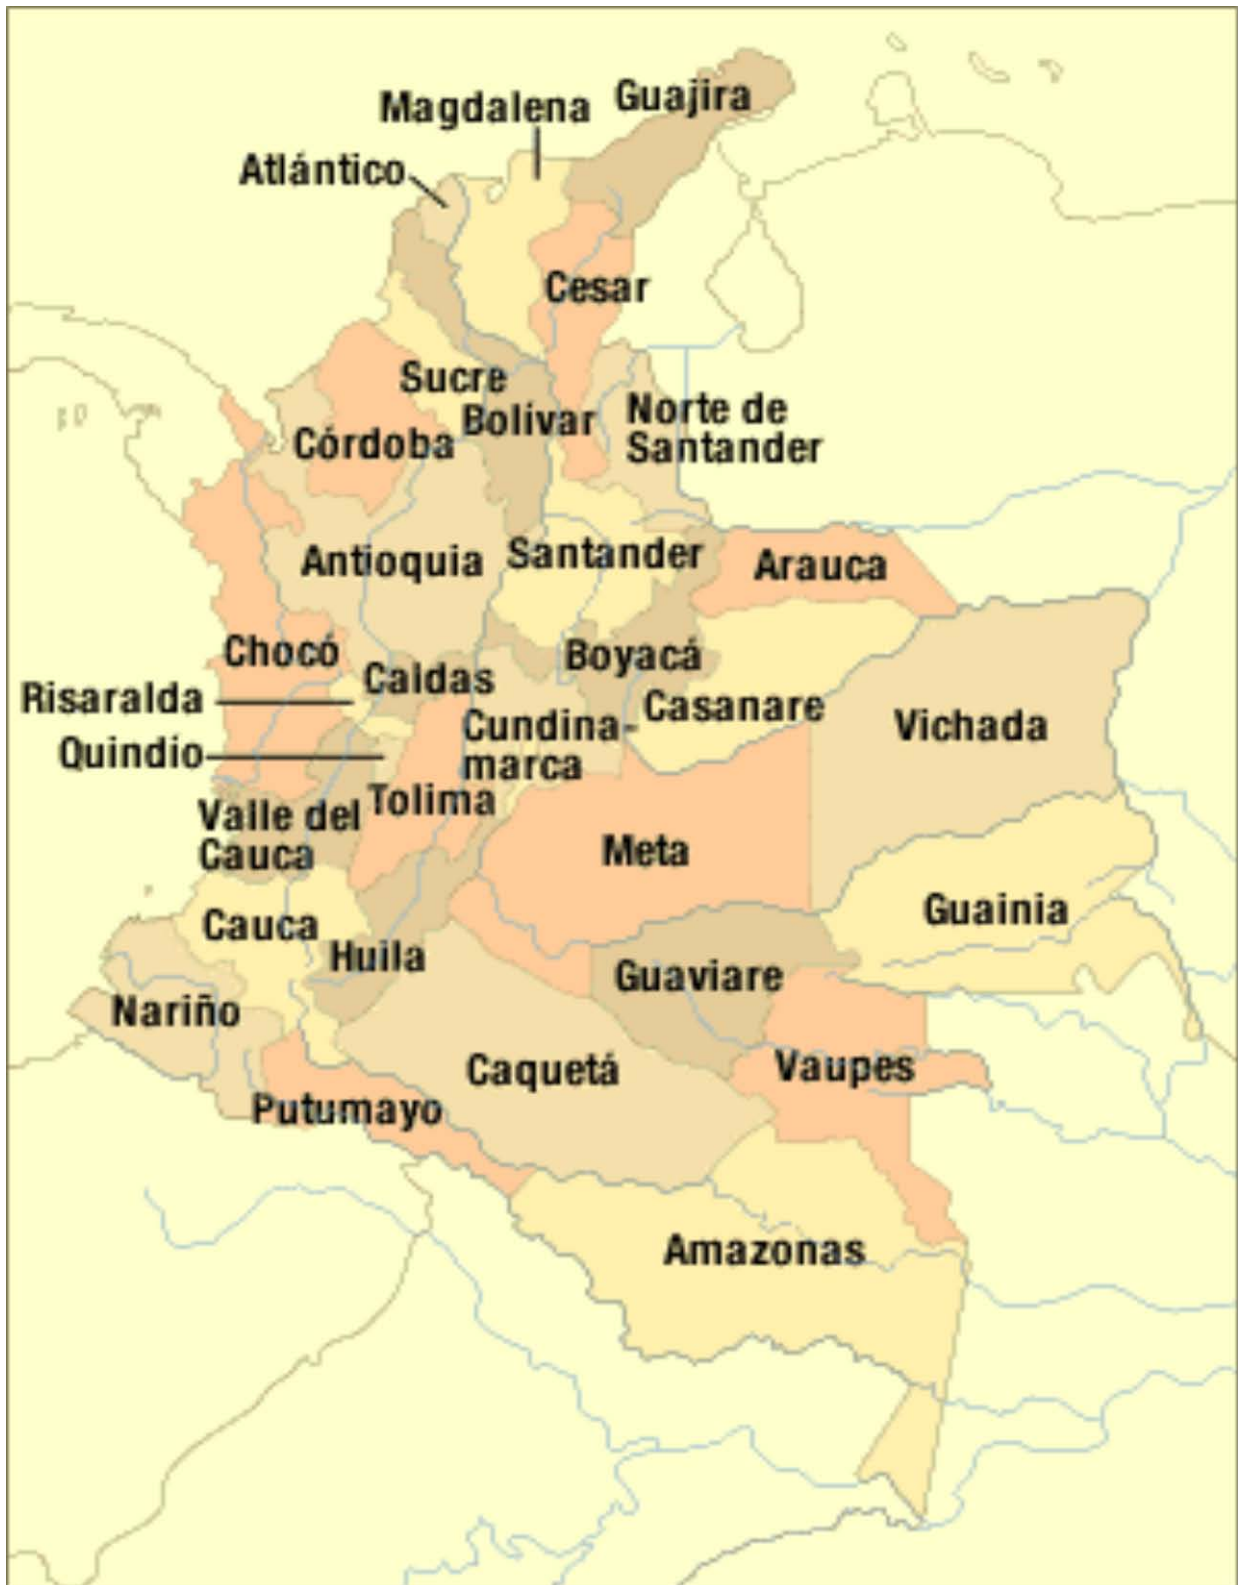 Guajira
Magdalena
Atlántico
Cesar
Sucre
Bolívar
Norte de
Santander
Córdoba
Antioquia
Santander
Arauca
Chocó
Boyacá
Caldas
Risaralda
Casanare
Cundina-
marca
Vichada
Quindio
Tolima
Valle del
Cauca
Meta
Guainia
Cauca
Huila
Guaviare
Nariño
Caquetá
Vaupes
Putumayo
Amazonas